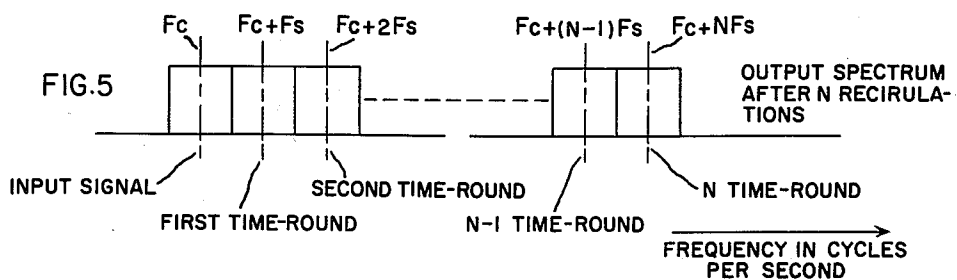 Fc
Fc+Fs
Fc+2Fs
Fc+(N-1)Fs
Fc+NFs
FIG.5
OUTPUT SPECTRUM
AFTER N RECIRULA-
TIONS
INPUT SIGNAL
FIRST TIME-ROUND
SECOND TIME-ROUND
N-1 TIME-ROUND
N TIME-ROUND
FREQUENCY IN CYCLES
PER SECOND